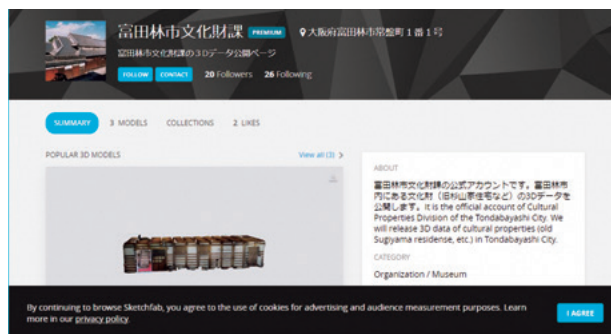 富田林市文化財課 PREMIUM 大阪府富田林市常盤町1番1号
富田林市文化財課の3Dデータ公開ページ
FOLLOW CONTACT 20 Followers 26 Following
SUMMARY 3 MODELS COLLECTIONS 2 LIKES
POPULAR 3D MODELS View all (3) >
ABOUT
富田林市文化財課の公式アカウントです。富田林市
内にある文化財（旧杉山家住宅など）の3Dデータを
公開します。It is the official account of Cultural
Properties Division of the Tondabayashi City. We
will release 3D data of cultural properties (old
Sugiyama residense, etc.) in Tondabayashi City.
CATEGORY
Organization / Museum
By continuing to browse Sketchfab, you agree to the use of cookies for advertising and audience measurement purposes. Learn
more in our privacy policy.
I AGREE